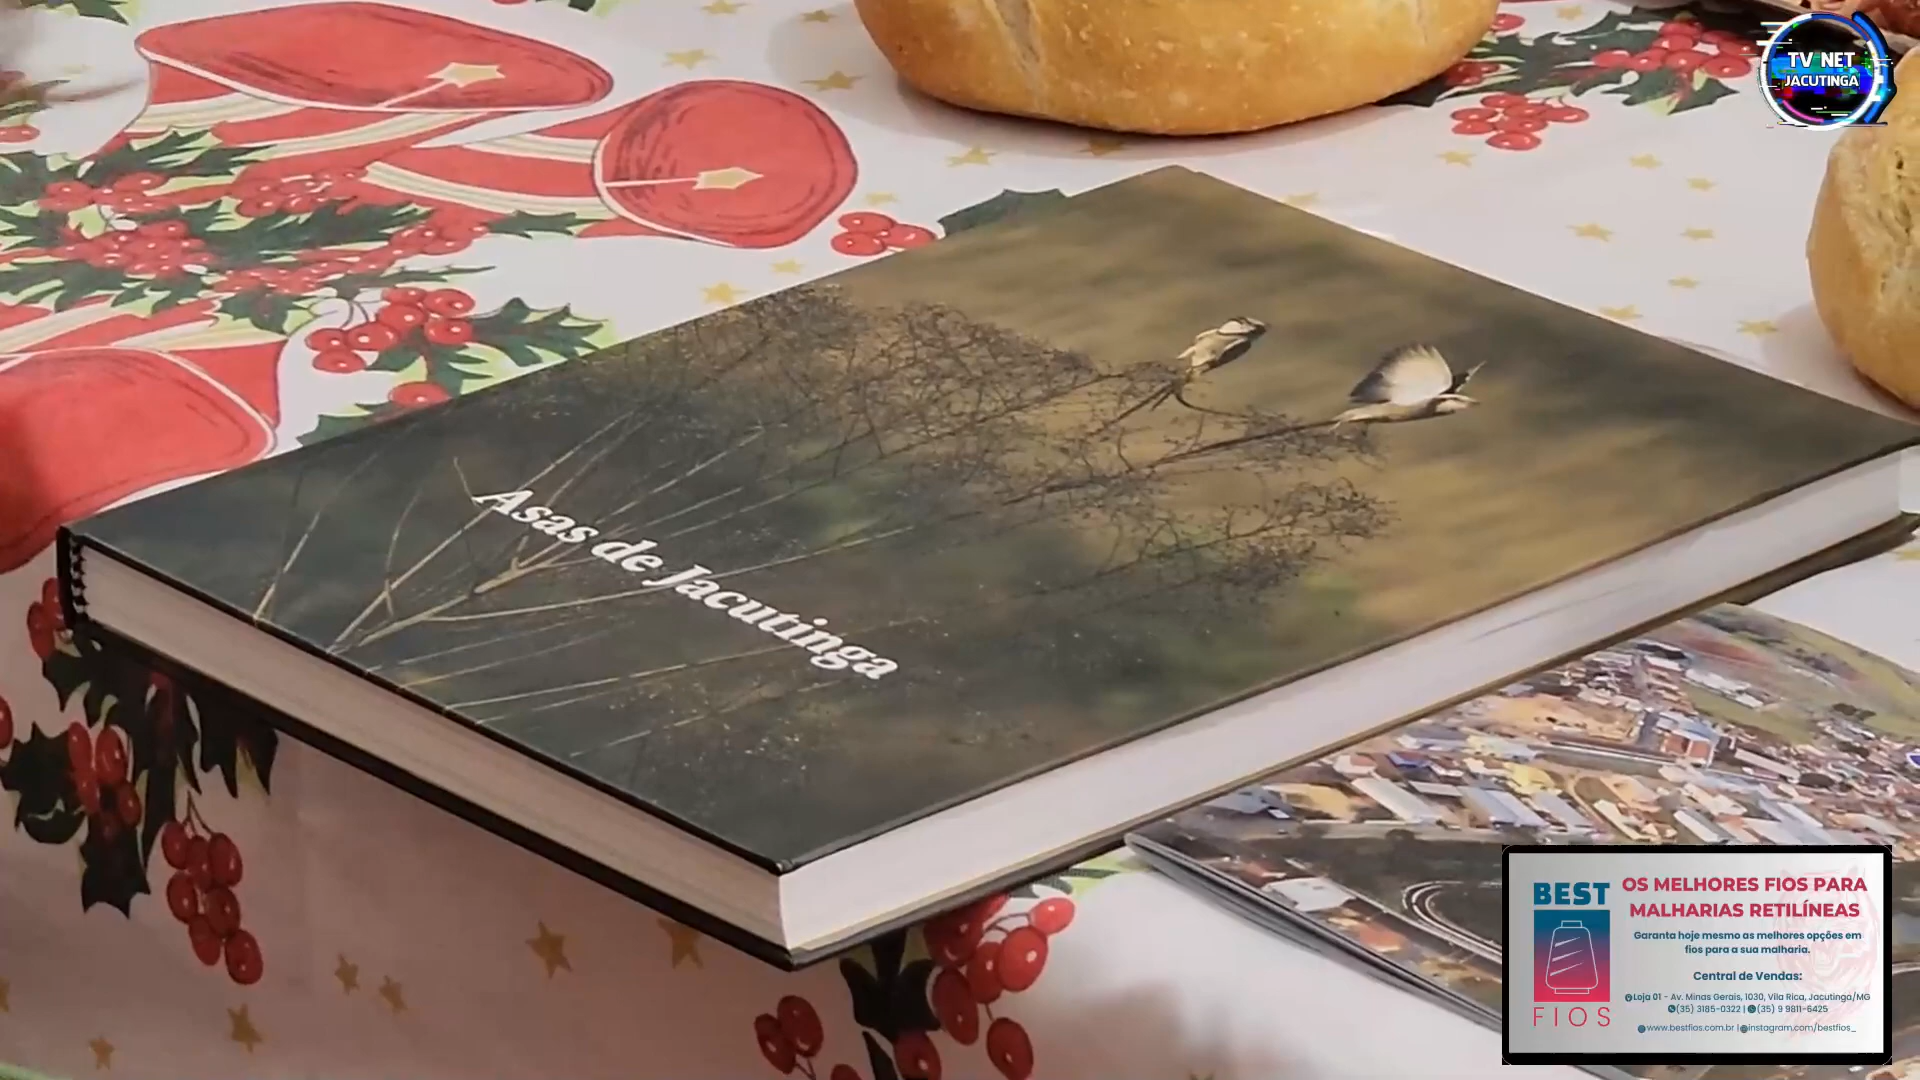 TV NET
JACUTINGA
Asas de Jacutinga
BEST
FIOS
OS MELHORES FIOS PARA
MALHARIAS RETILÍNEAS
Garanta hoje mesmo as melhores opções em
fios para a sua malharia.
Central de Vendas:
Loja 01 - Av. Minas Gerais, 1030, Vila Rica, Jacutinga/MG
(35) 3185-0322 | (35) 9 9811-6425
www.bestfios.com.br | instagram.com/bestfios_